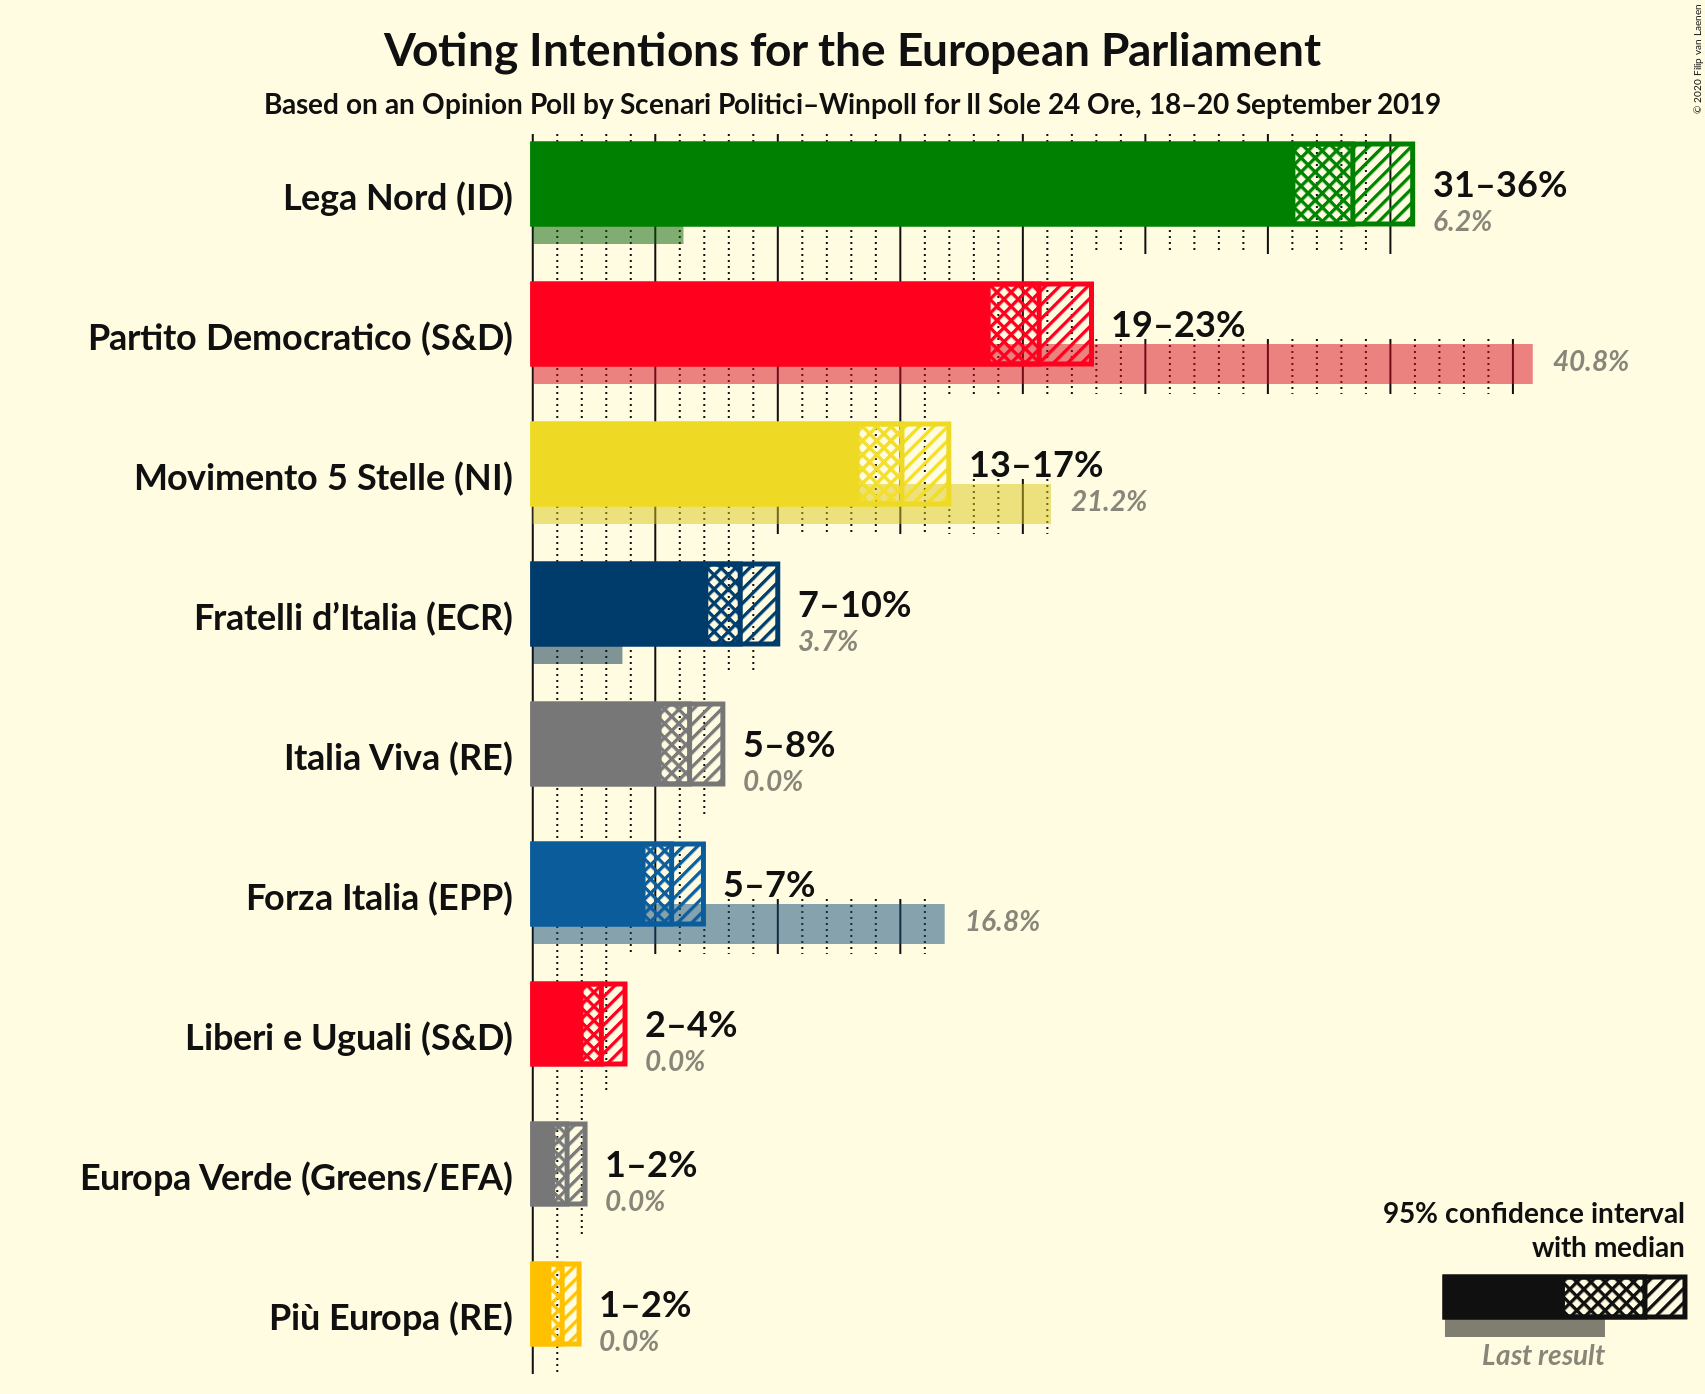 Voting Intentions for the European Parliament
Based on an Opinion Poll by Scenari Politici–Winpoll for Il Sole 24 Ore, 18–20 September 2019
© 2020 Filip van Laenen
Lega Nord (ID)
31–36%
6.2%
Partito Democratico (S&D)
19–23%
40.8%
Movimento 5 Stelle (NI)
13–17%
21.2%
Fratelli d’Italia (ECR)
7–10%
3.7%
Italia Viva (RE)
5–8%
0.0%
Forza Italia (EPP)
5–7%
16.8%
Liberi e Uguali (S&D)
2–4%
0.0%
Europa Verde (Greens/EFA)
1–2%
0.0%
Più Europa (RE)
1–2%
0.0%
95% confidence interval
with median
Last result